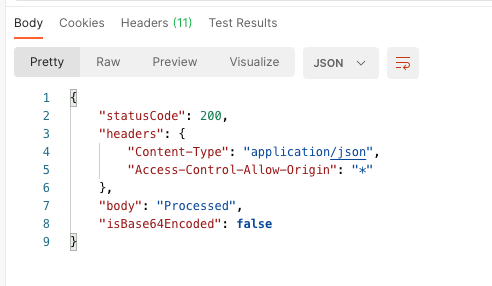 Body Cookies Headers (11) Test Results
Pretty Raw Preview Visualize JSON
1 {
2 "statusCode": 200,
3 "headers": {
4 "Content-Type": "application/json",
5 "Access-Control-Allow-Origin": "*"
6 },
7 "body": "Processed",
8 "isBase64Encoded": false
9 }